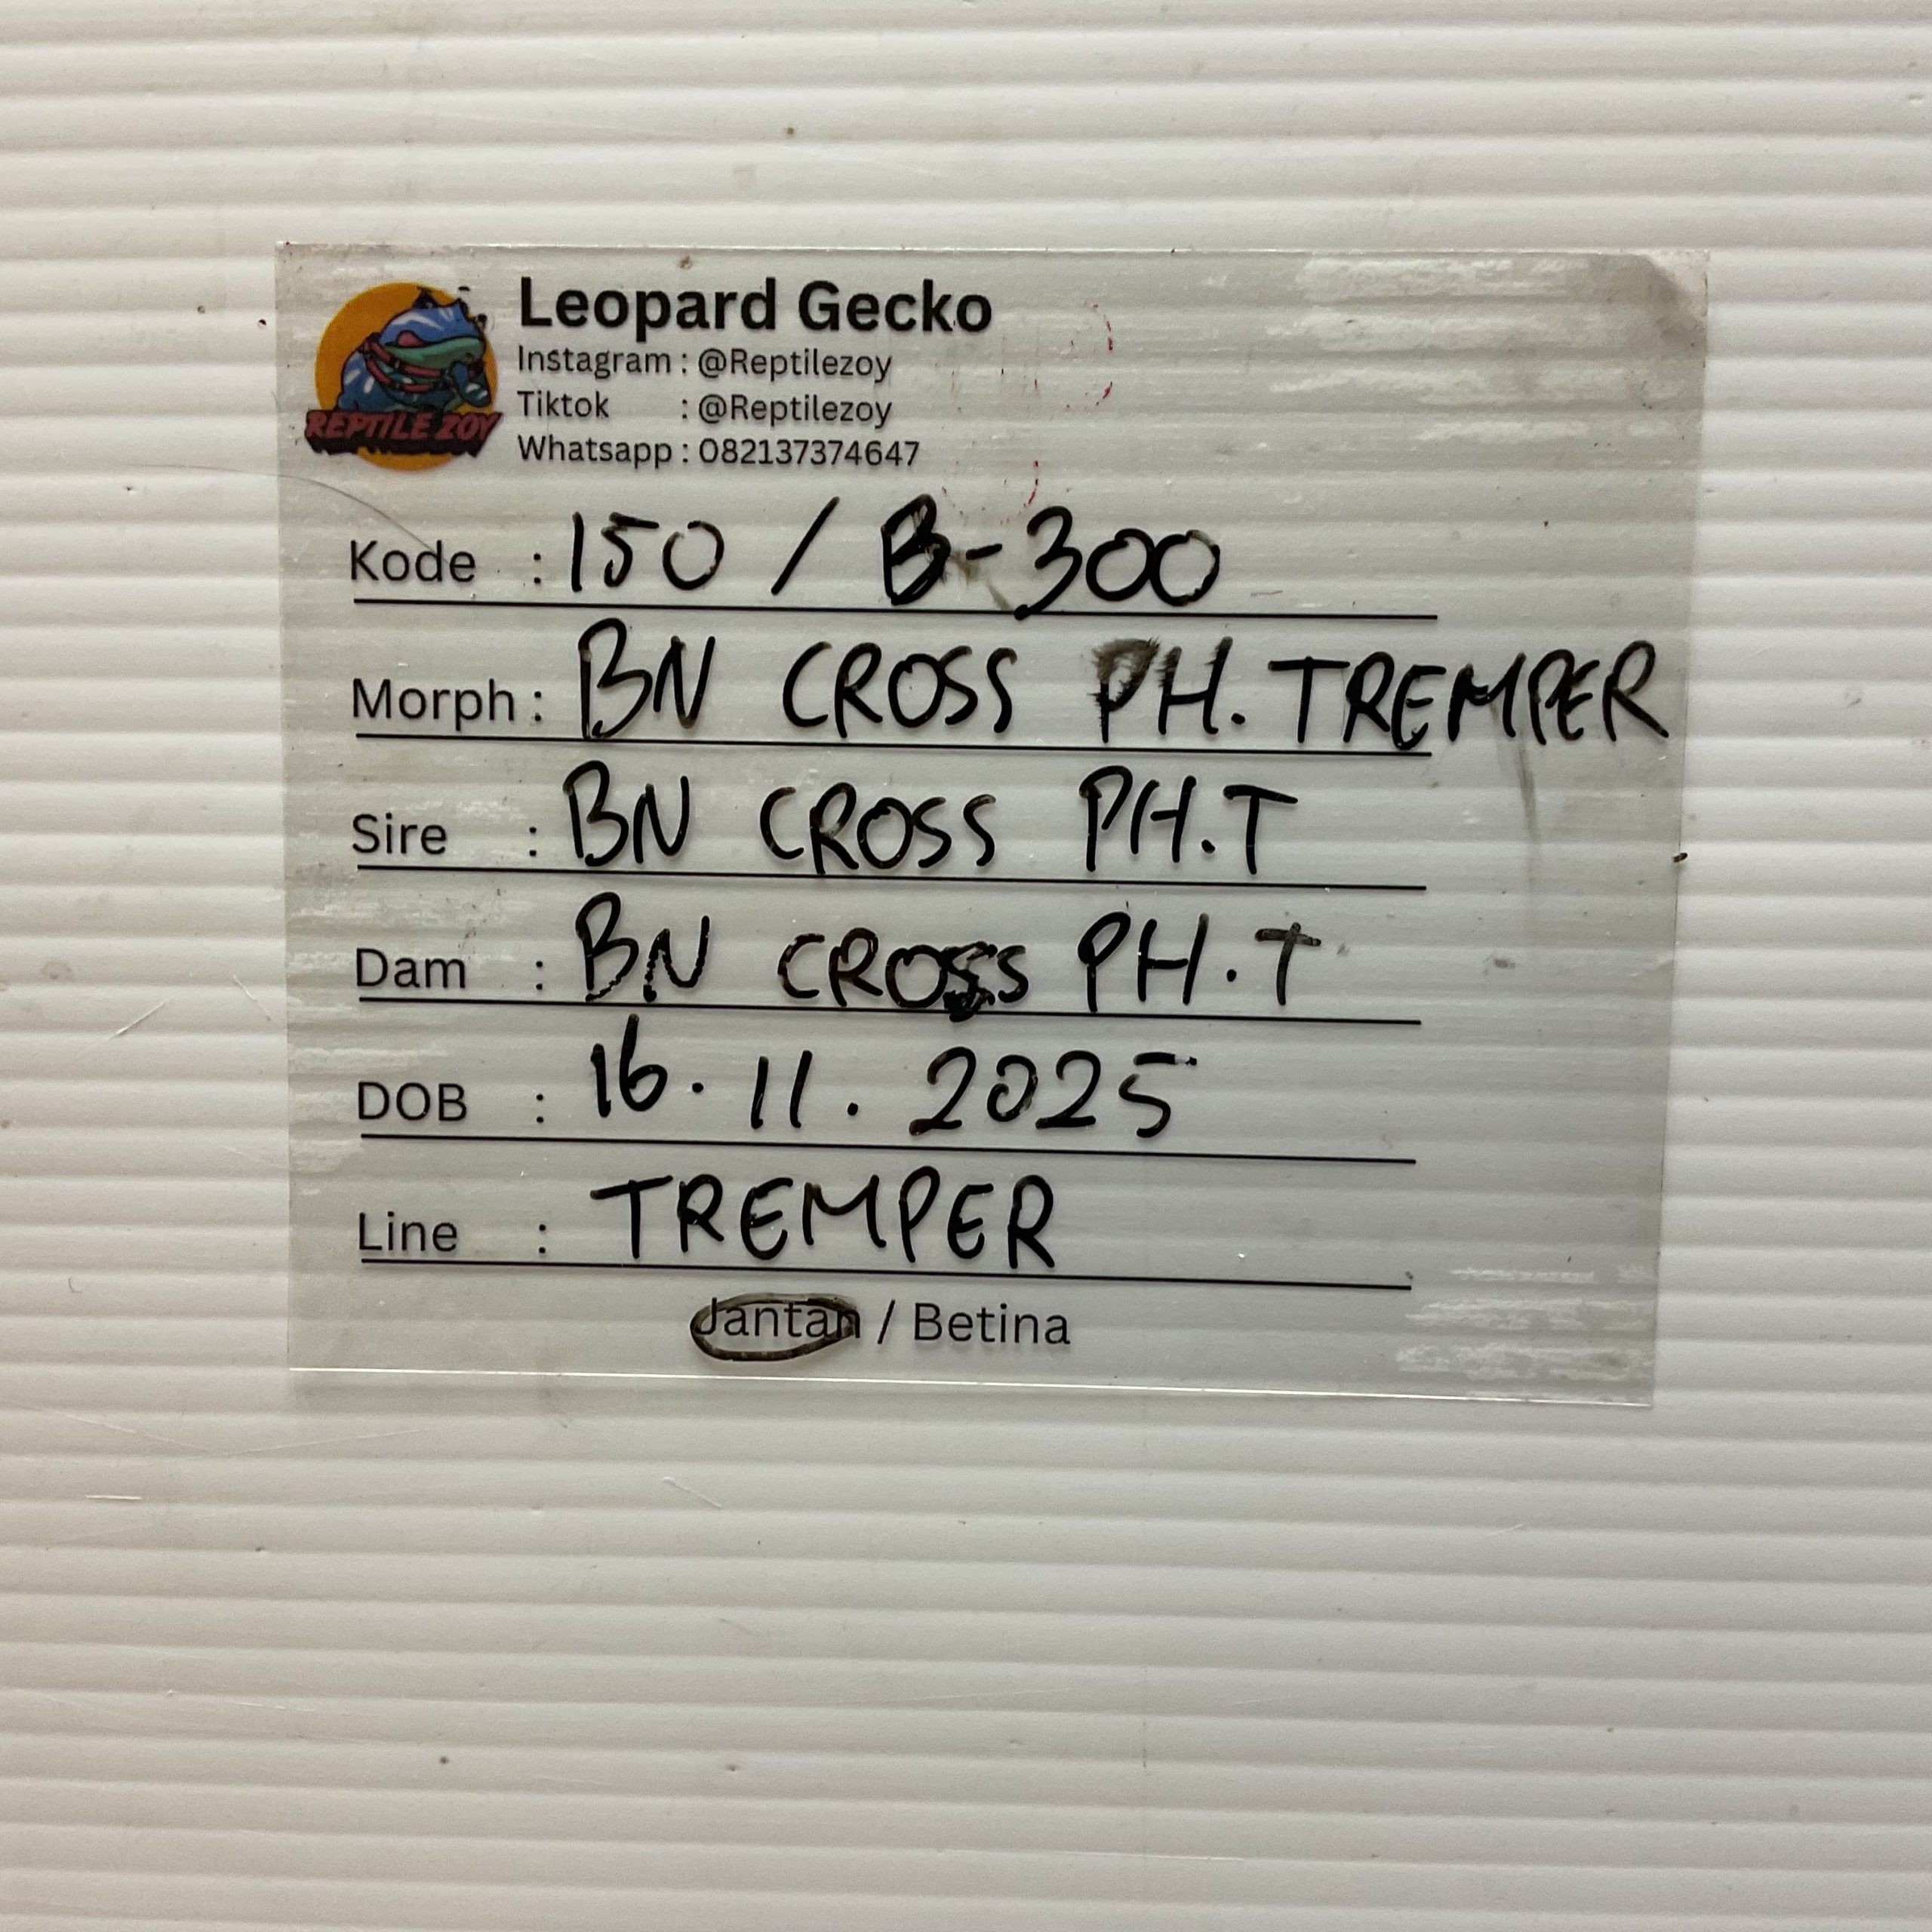 REPTILE ZOY
Leopard Gecko
Instagram : @Reptilezoy
Tiktok : @Reptilezoy
Whatsapp : 082137374647
Kode : 150 / B-300
Morph : BN CROSS PH. TREMPER
Sire : BN CROSS PH.T
Dam : BN CROSS PH.T
DOB : 16. 11. 2025
Line : TREMPER
Jantan / Betina